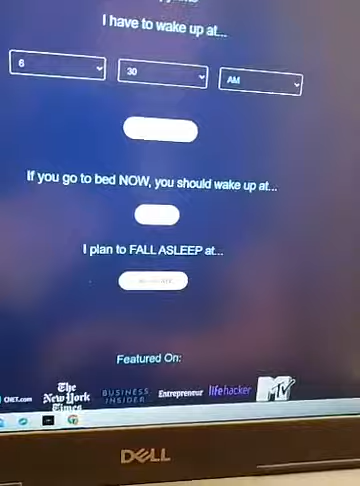 I have to wake up at...
6 30 AM
If you go to bed NOW, you should wake up at...
I plan to FALL ASLEEP at...
Featured On:
CNET.com The New York Times BUSINESS INSIDER Entrepreneur lifehacker MTV
DELL